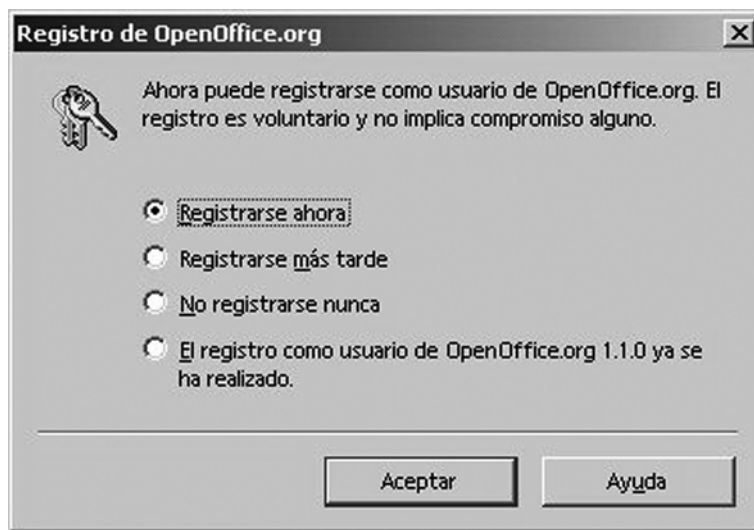 Registro de OpenOffice.org
Ahora puede registrarse como usuario de OpenOffice.org. El
registro es voluntario y no implica compromiso alguno.
Registrarse ahora
Registrarse más tarde
No registrarse nunca
El registro como usuario de OpenOffice.org 1.1.0 ya se
ha realizado.
Aceptar
Ayuda